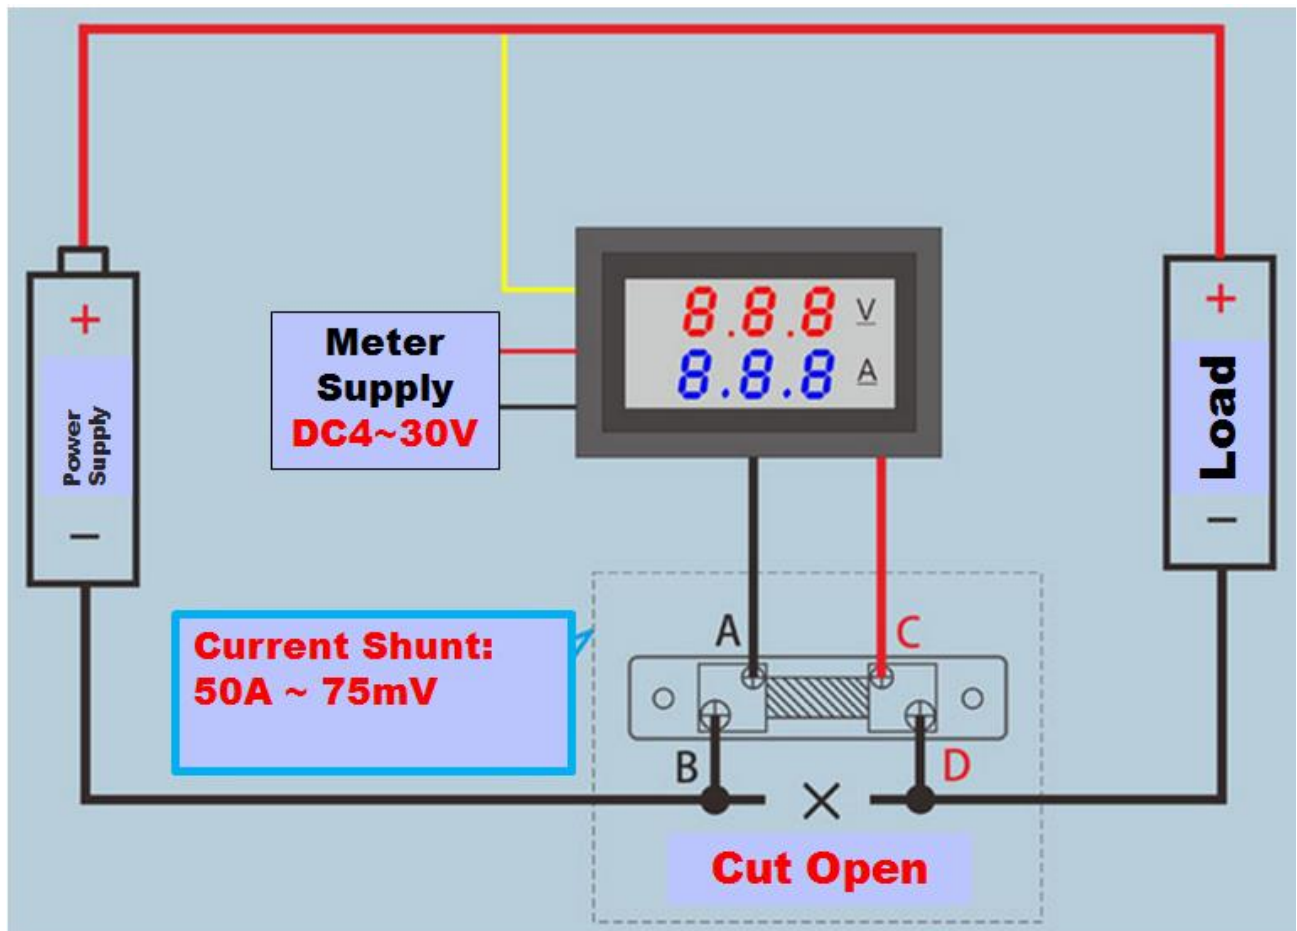 +
Power
Supply
−
Meter
Supply
DC4~30V
8.8.8 V
8.8.8 A
+
Load
−
Current Shunt:
50A ~ 75mV
A
C
B
D
Cut Open